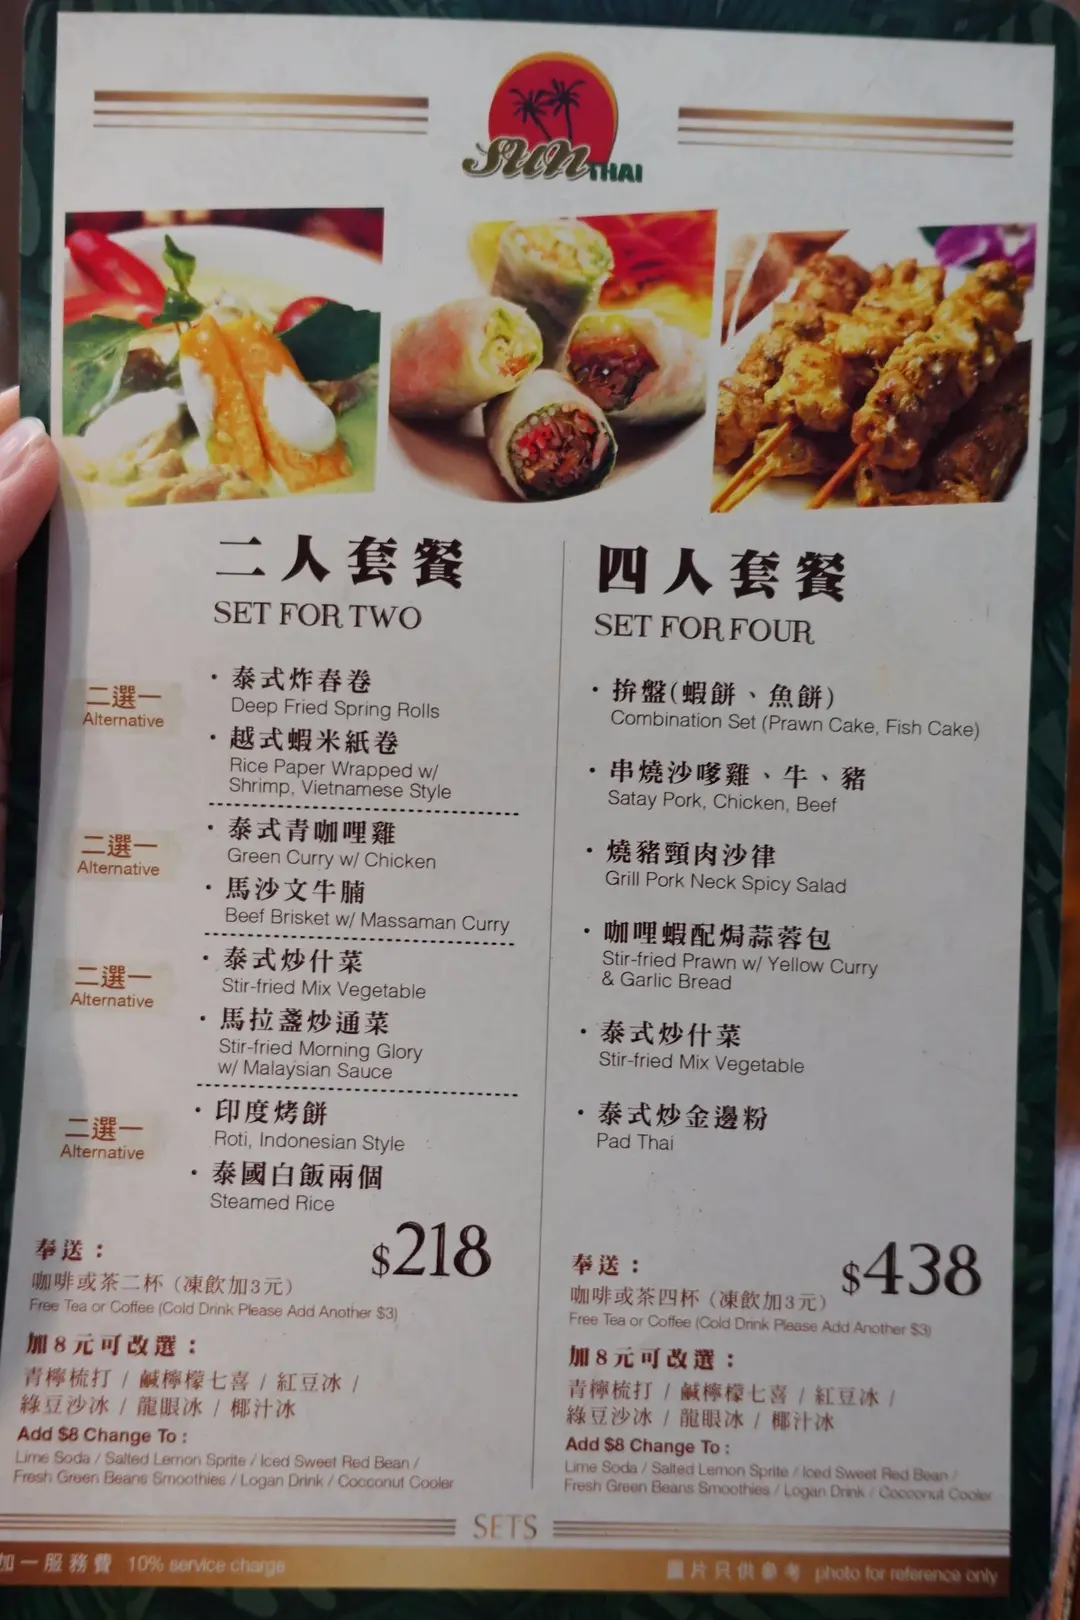 Sun THAI
二人套餐
SET FOR TWO
二選一
Alternative
・泰式炸春卷
Deep Fried Spring Rolls
・越式蝦米紙卷
Rice Paper Wrapped w/
Shrimp, Vietnamese Style
二選一
Alternative
・泰式青咖哩雞
Green Curry w/ Chicken
・馬沙文牛腩
Beef Brisket w/ Massaman Curry
二選一
Alternative
・泰式炒什菜
Stir-fried Mix Vegetable
・馬拉盞炒通菜
Stir-fried Morning Glory
w/ Malaysian Sauce
二選一
Alternative
・印度烤餅
Roti, Indonesian Style
・泰國白飯兩個
Steamed Rice
$218
奉送：
咖啡或茶二杯（凍飲加3元）
Free Tea or Coffee (Cold Drink Please Add Another $3)
加8元可改選：
青檸梳打 / 鹹檸檬七喜 / 紅豆冰 /
綠豆沙冰 / 龍眼冰 / 椰汁冰
Add $8 Change To :
Lime Soda / Salted Lemon Sprite / Iced Sweet Red Bean /
Fresh Green Beans Smoothies / Logan Drink / Cocconut Cooler
四人套餐
SET FOR FOUR
・拚盤(蝦餅、魚餅)
Combination Set (Prawn Cake, Fish Cake)
・串燒沙嗲雞、牛、豬
Satay Pork, Chicken, Beef
・燒豬頸肉沙律
Grill Pork Neck Spicy Salad
・咖哩蝦配焗蒜蓉包
Stir-fried Prawn w/ Yellow Curry
& Garlic Bread
・泰式炒什菜
Stir-fried Mix Vegetable
・泰式炒金邊粉
Pad Thai
$438
奉送：
咖啡或茶四杯（凍飲加3元）
Free Tea or Coffee (Cold Drink Please Add Another $3)
加8元可改選：
青檸梳打 / 鹹檸檬七喜 / 紅豆冰 /
綠豆沙冰 / 龍眼冰 / 椰汁冰
Add $8 Change To :
Lime Soda / Salted Lemon Sprite / Iced Sweet Red Bean /
Fresh Green Beans Smoothies / Logan Drink / Cocconut Cooler
SETS
加一服務費 10% service charge
圖片只供參考 photo for reference only